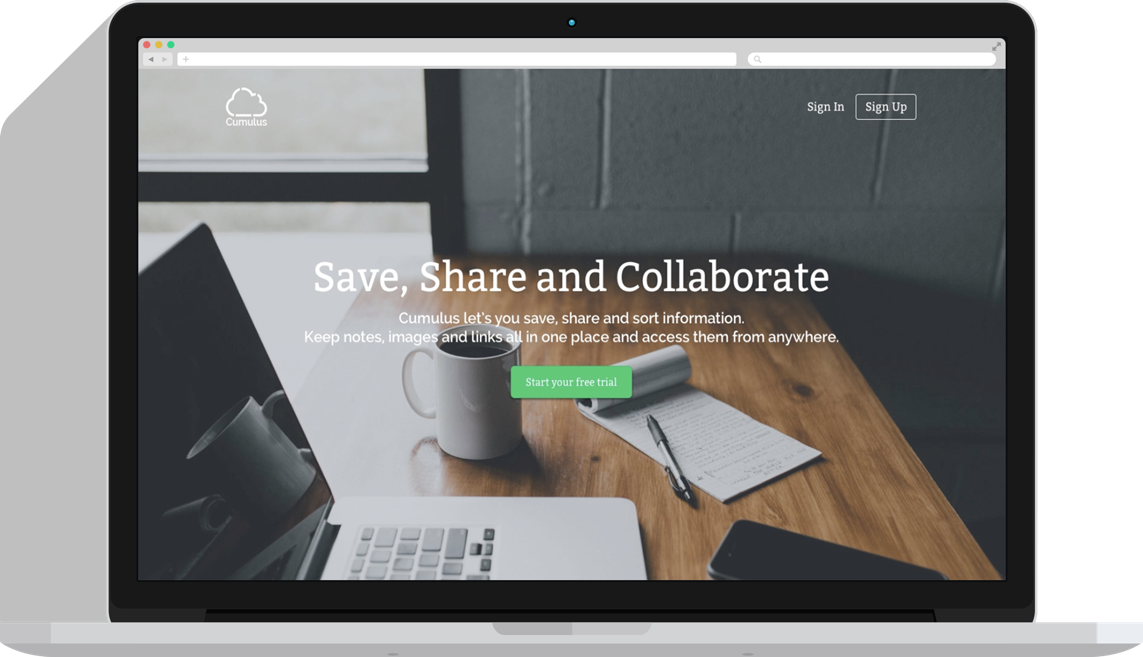 Cumulus
Sign In
Sign Up
Save, Share and Collaborate
Cumulus let's you save, share and sort information.
Keep notes, images and links all in one place and access them from anywhere.
Start your free trial